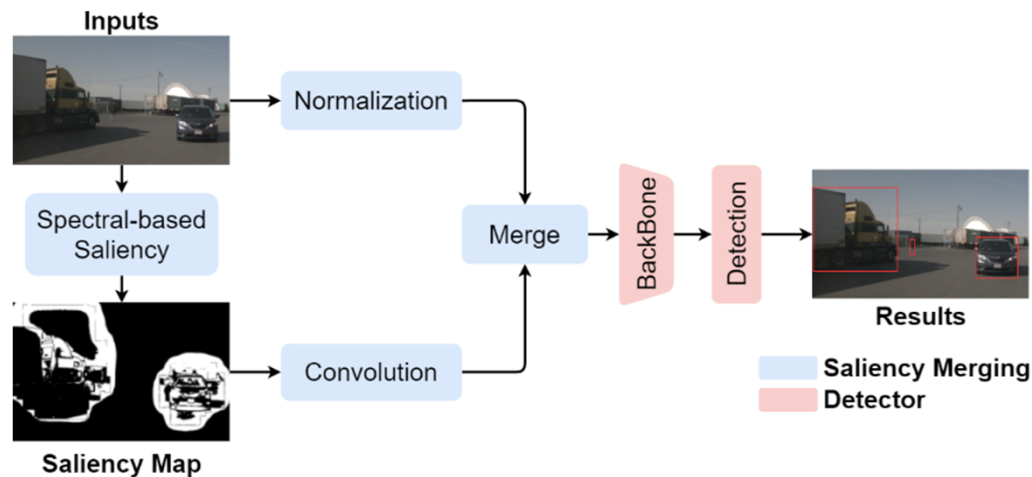 Inputs
Normalization
Spectral-based
Saliency
Merge
BackBone
Detection
Convolution
Saliency Map
Results
Saliency Merging
Detector